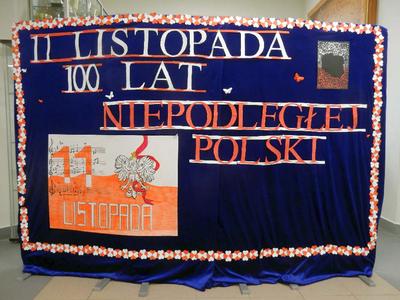 11 LISTOPADA
100 LAT
NIEPODLEGŁEJ
POLSKI
11
LISTOPADA